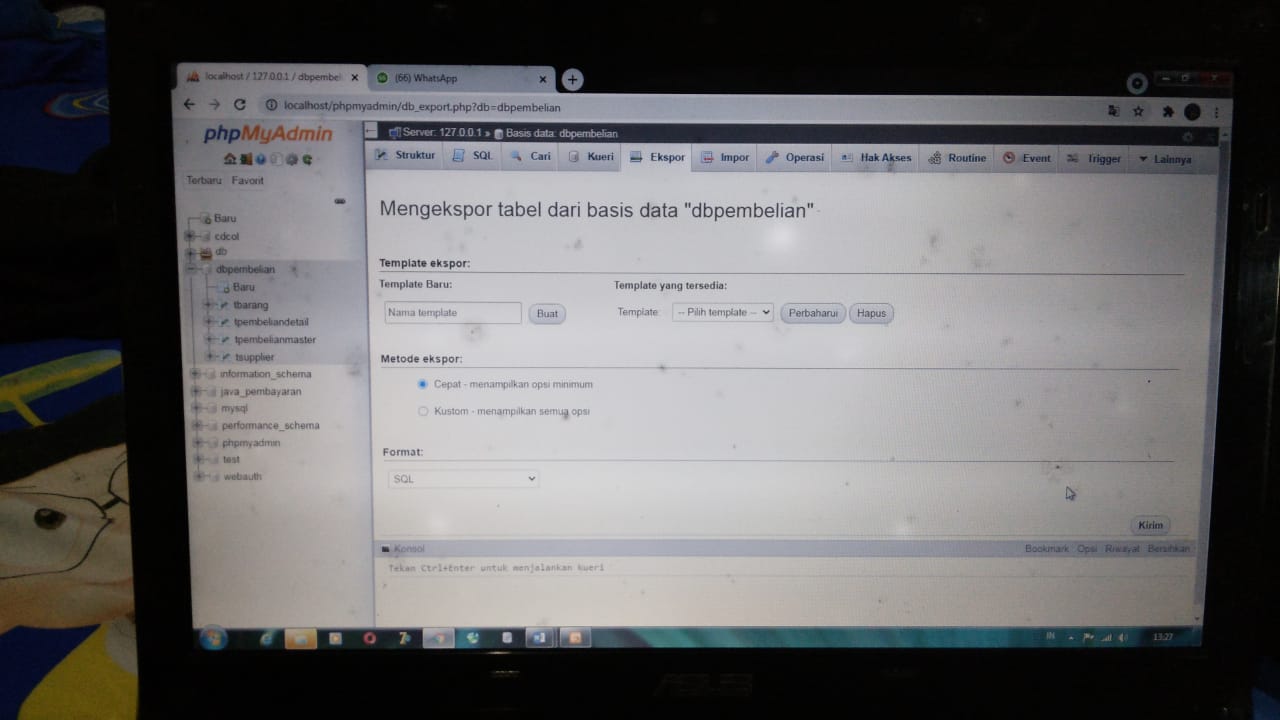 localhost / 127.0.0.1 / dbpembel
(66) WhatsApp
localhost/phpmyadmin/db_export.php?db=dbpembelian
phpMyAdmin
Terbaru Favorit
Baru
cdcol
db
dbpembelian
Baru
tbarang
tpembeliandetail
tpembelianmaster
tsupplier
information_schema
java_pembayaran
mysql
performance_schema
phpmyadmin
test
webauth
Server: 127.0.0.1 » Basis data: dbpembelian
Struktur SQL Cari Kueri Ekspor Impor Operasi Hak Akses Routine Event Trigger Lainnya
Mengekspor tabel dari basis data "dbpembelian"
Template ekspor:
Template Baru: Template yang tersedia:
Nama template Buat Template: -- Pilih template -- Perbaharui Hapus
Metode ekspor:
Cepat - menampilkan opsi minimum
Kustom - menampilkan semua opsi
Format:
SQL
Kirim
Konsol Bookmark Opsi Riwayat Bersihkan
Tekan Ctrl+Enter untuk menjalankan kueri
>
IN 13:27
ASUS